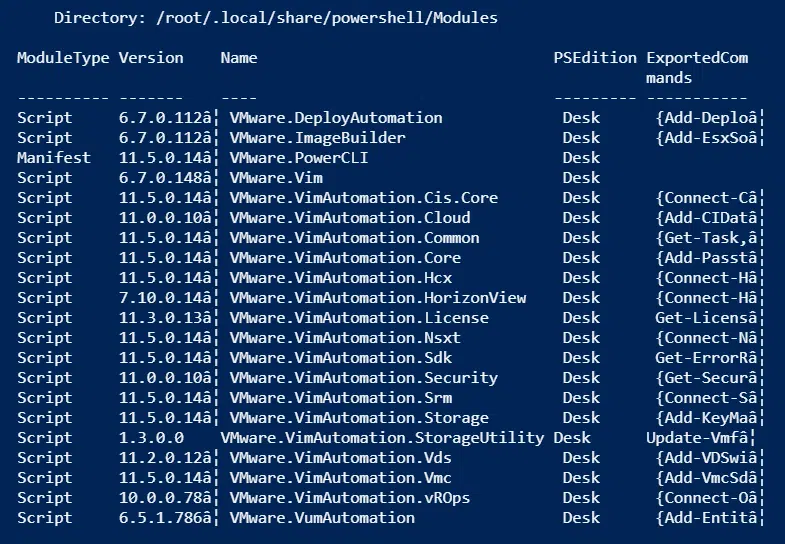 Directory: /root/.local/share/powershell/Modules
ModuleType Version Name PSEdition ExportedCom
mands
---------- ------- ---- --------- -----------
Script 6.7.0.112â¦ VMware.DeployAutomation Desk {Add-Deploâ¦
Script 6.7.0.112â¦ VMware.ImageBuilder Desk {Add-EsxSoâ¦
Manifest 11.5.0.14â¦ VMware.PowerCLI Desk
Script 6.7.0.148â¦ VMware.Vim Desk
Script 11.5.0.14â¦ VMware.VimAutomation.Cis.Core Desk {Connect-Câ¦
Script 11.0.0.10â¦ VMware.VimAutomation.Cloud Desk {Add-CIDatâ¦
Script 11.5.0.14â¦ VMware.VimAutomation.Common Desk {Get-Task,â¦
Script 11.5.0.14â¦ VMware.VimAutomation.Core Desk {Add-Passtâ¦
Script 11.5.0.14â¦ VMware.VimAutomation.Hcx Desk {Connect-Hâ¦
Script 7.10.0.14â¦ VMware.VimAutomation.HorizonView Desk {Connect-Hâ¦
Script 11.3.0.13â¦ VMware.VimAutomation.License Desk Get-Licensâ¦
Script 11.5.0.14â¦ VMware.VimAutomation.Nsxt Desk {Connect-Nâ¦
Script 11.5.0.14â¦ VMware.VimAutomation.Sdk Desk Get-ErrorRâ¦
Script 11.0.0.10â¦ VMware.VimAutomation.Security Desk {Get-Securâ¦
Script 11.5.0.14â¦ VMware.VimAutomation.Srm Desk {Connect-Sâ¦
Script 11.5.0.14â¦ VMware.VimAutomation.Storage Desk {Add-KeyMaâ¦
Script 1.3.0.0 VMware.VimAutomation.StorageUtility Desk Update-Vmfâ¦
Script 11.2.0.12â¦ VMware.VimAutomation.Vds Desk {Add-VDSwiâ¦
Script 11.5.0.14â¦ VMware.VimAutomation.Vmc Desk {Add-VmcSdâ¦
Script 10.0.0.78â¦ VMware.VimAutomation.vROps Desk {Connect-Oâ¦
Script 6.5.1.786â¦ VMware.VumAutomation Desk {Add-Entitâ¦